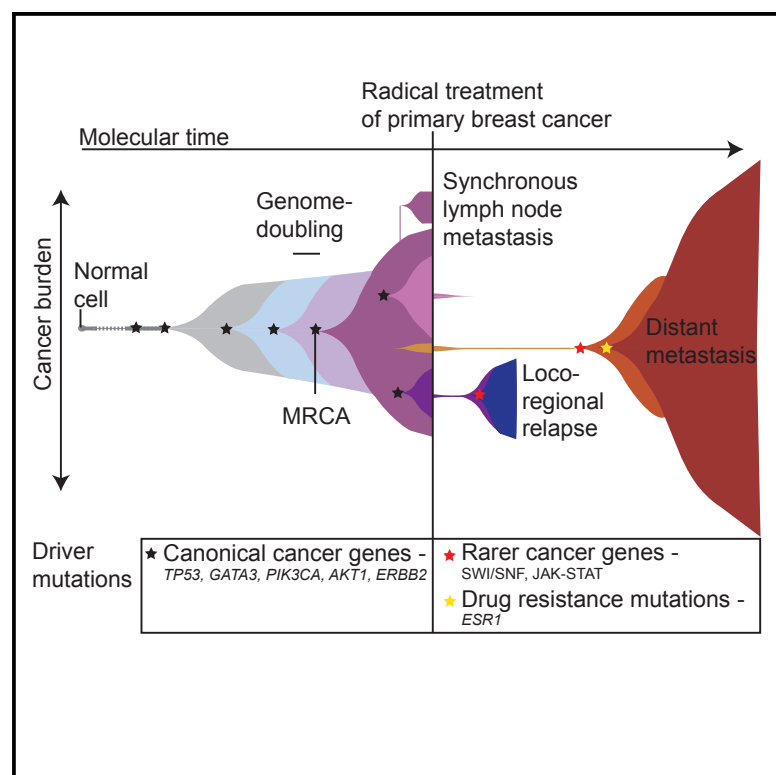 Radical treatment
of primary breast cancer
Molecular time
Synchronous
lymph node
metastasis
Genome-
doubling
Normal
cell
Cancer burden
Distant
metastasis
Loco-
regional
relapse
MRCA
Driver
mutations
Canonical cancer genes -
TP53, GATA3, PIK3CA, AKT1, ERBB2
Rarer cancer genes -
SWI/SNF, JAK-STAT
Drug resistance mutations -
ESR1